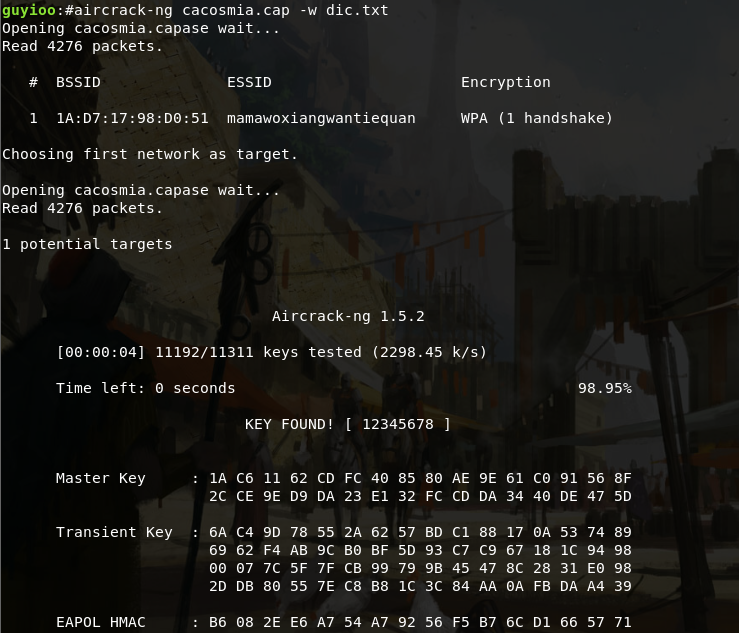 guyioo:#aircrack-ng cacosmia.cap -w dic.txt
Opening cacosmia.capase wait...
Read 4276 packets.
# BSSID ESSID Encryption
1 1A:D7:17:98:D0:51 mamawoxiangwantiequan WPA (1 handshake)
Choosing first network as target.
Opening cacosmia.capase wait...
Read 4276 packets.
1 potential targets
Aircrack-ng 1.5.2
[00:00:04] 11192/11311 keys tested (2298.45 k/s)
Time left: 0 seconds 98.95%
KEY FOUND! [ 12345678 ]
Master Key : 1A C6 11 62 CD FC 40 85 80 AE 9E 61 C0 91 56 8F
2C CE 9E D9 DA 23 E1 32 FC CD DA 34 40 DE 47 5D
Transient Key : 6A C4 9D 78 55 2A 62 57 BD C1 88 17 0A 53 74 89
69 62 F4 AB 9C B0 BF 5D 93 C7 C9 67 18 1C 94 98
00 07 7C 5F 7F CB 99 79 9B 45 47 8C 28 31 E0 98
2D DB 80 55 7E C8 B8 1C 3C 84 AA 0A FB DA A4 39
EAPOL HMAC : B6 08 2E E6 A7 54 A7 92 56 F5 B7 6C D1 66 57 71